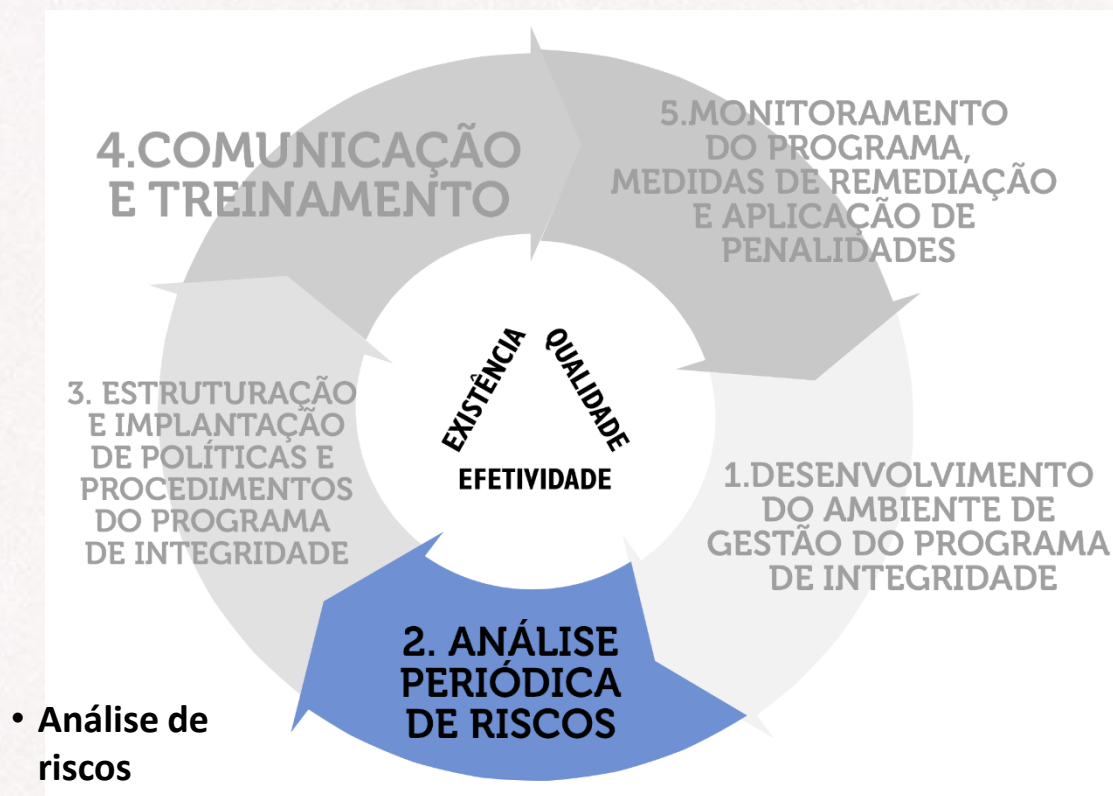 4.COMUNICAÇÃO
E TREINAMENTO
5.MONITORAMENTO
DO PROGRAMA,
MEDIDAS DE REMEDIAÇÃO
E APLICAÇÃO DE
PENALIDADES
EXISTÊNCIA
QUALIDADE
EFETIVIDADE
3. ESTRUTURAÇÃO
E IMPLANTAÇÃO
DE POLÍTICAS E
PROCEDIMENTOS
DO PROGRAMA
DE INTEGRIDADE
1.DESENVOLVIMENTO
DO AMBIENTE DE
GESTÃO DO PROGRAMA
DE INTEGRIDADE
2. ANÁLISE
PERIÓDICA
DE RISCOS
• Análise de
riscos